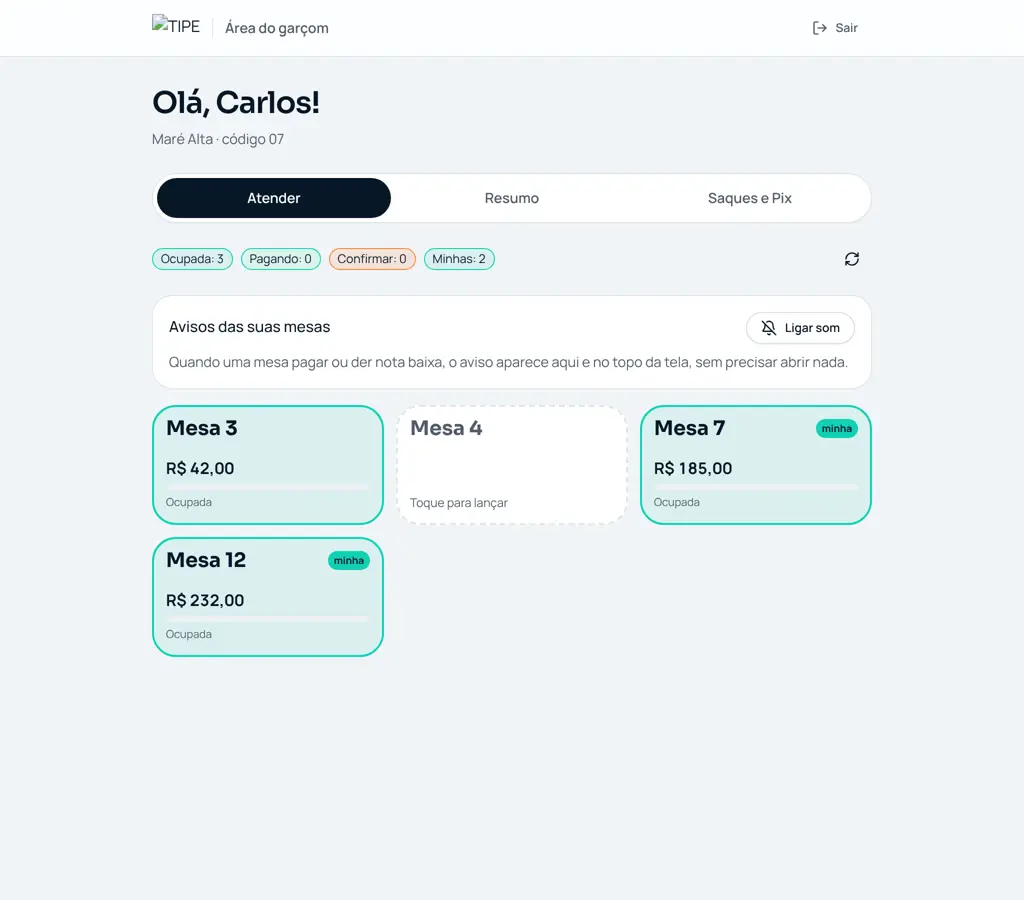 TIPE
Área do garçom
Sair
Olá, Carlos!
Maré Alta · código 07
Atender
Resumo
Saques e Pix
Ocupada: 3
Pagando: 0
Confirmar: 0
Minhas: 2
Avisos das suas mesas
Ligar som
Quando uma mesa pagar ou der nota baixa, o aviso aparece aqui e no topo da tela, sem precisar abrir nada.
Mesa 3
R$ 42,00
Ocupada
Mesa 4
Toque para lançar
Mesa 7
minha
R$ 185,00
Ocupada
Mesa 12
minha
R$ 232,00
Ocupada